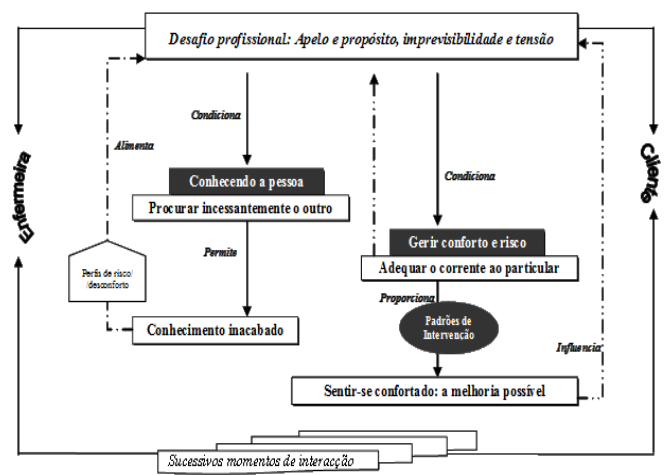 Desafio profissional: Apelo e propósito, imprevisibilidade e tensão
Condiciona
Alimenta
Enfermeira
Cliente
Conhecendo a pessoa
Procurar incessantemente o outro
Condiciona
Permite
Gerir conforto e risco
Adequar o corrente ao particular
Perfis de risco/
/desconforto
Proporciona
Conhecimento inacabado
Padrões de
Intervenção
Influencia
Sentir-se confortado: a melhoria possível
Sucessivos momentos de interacção